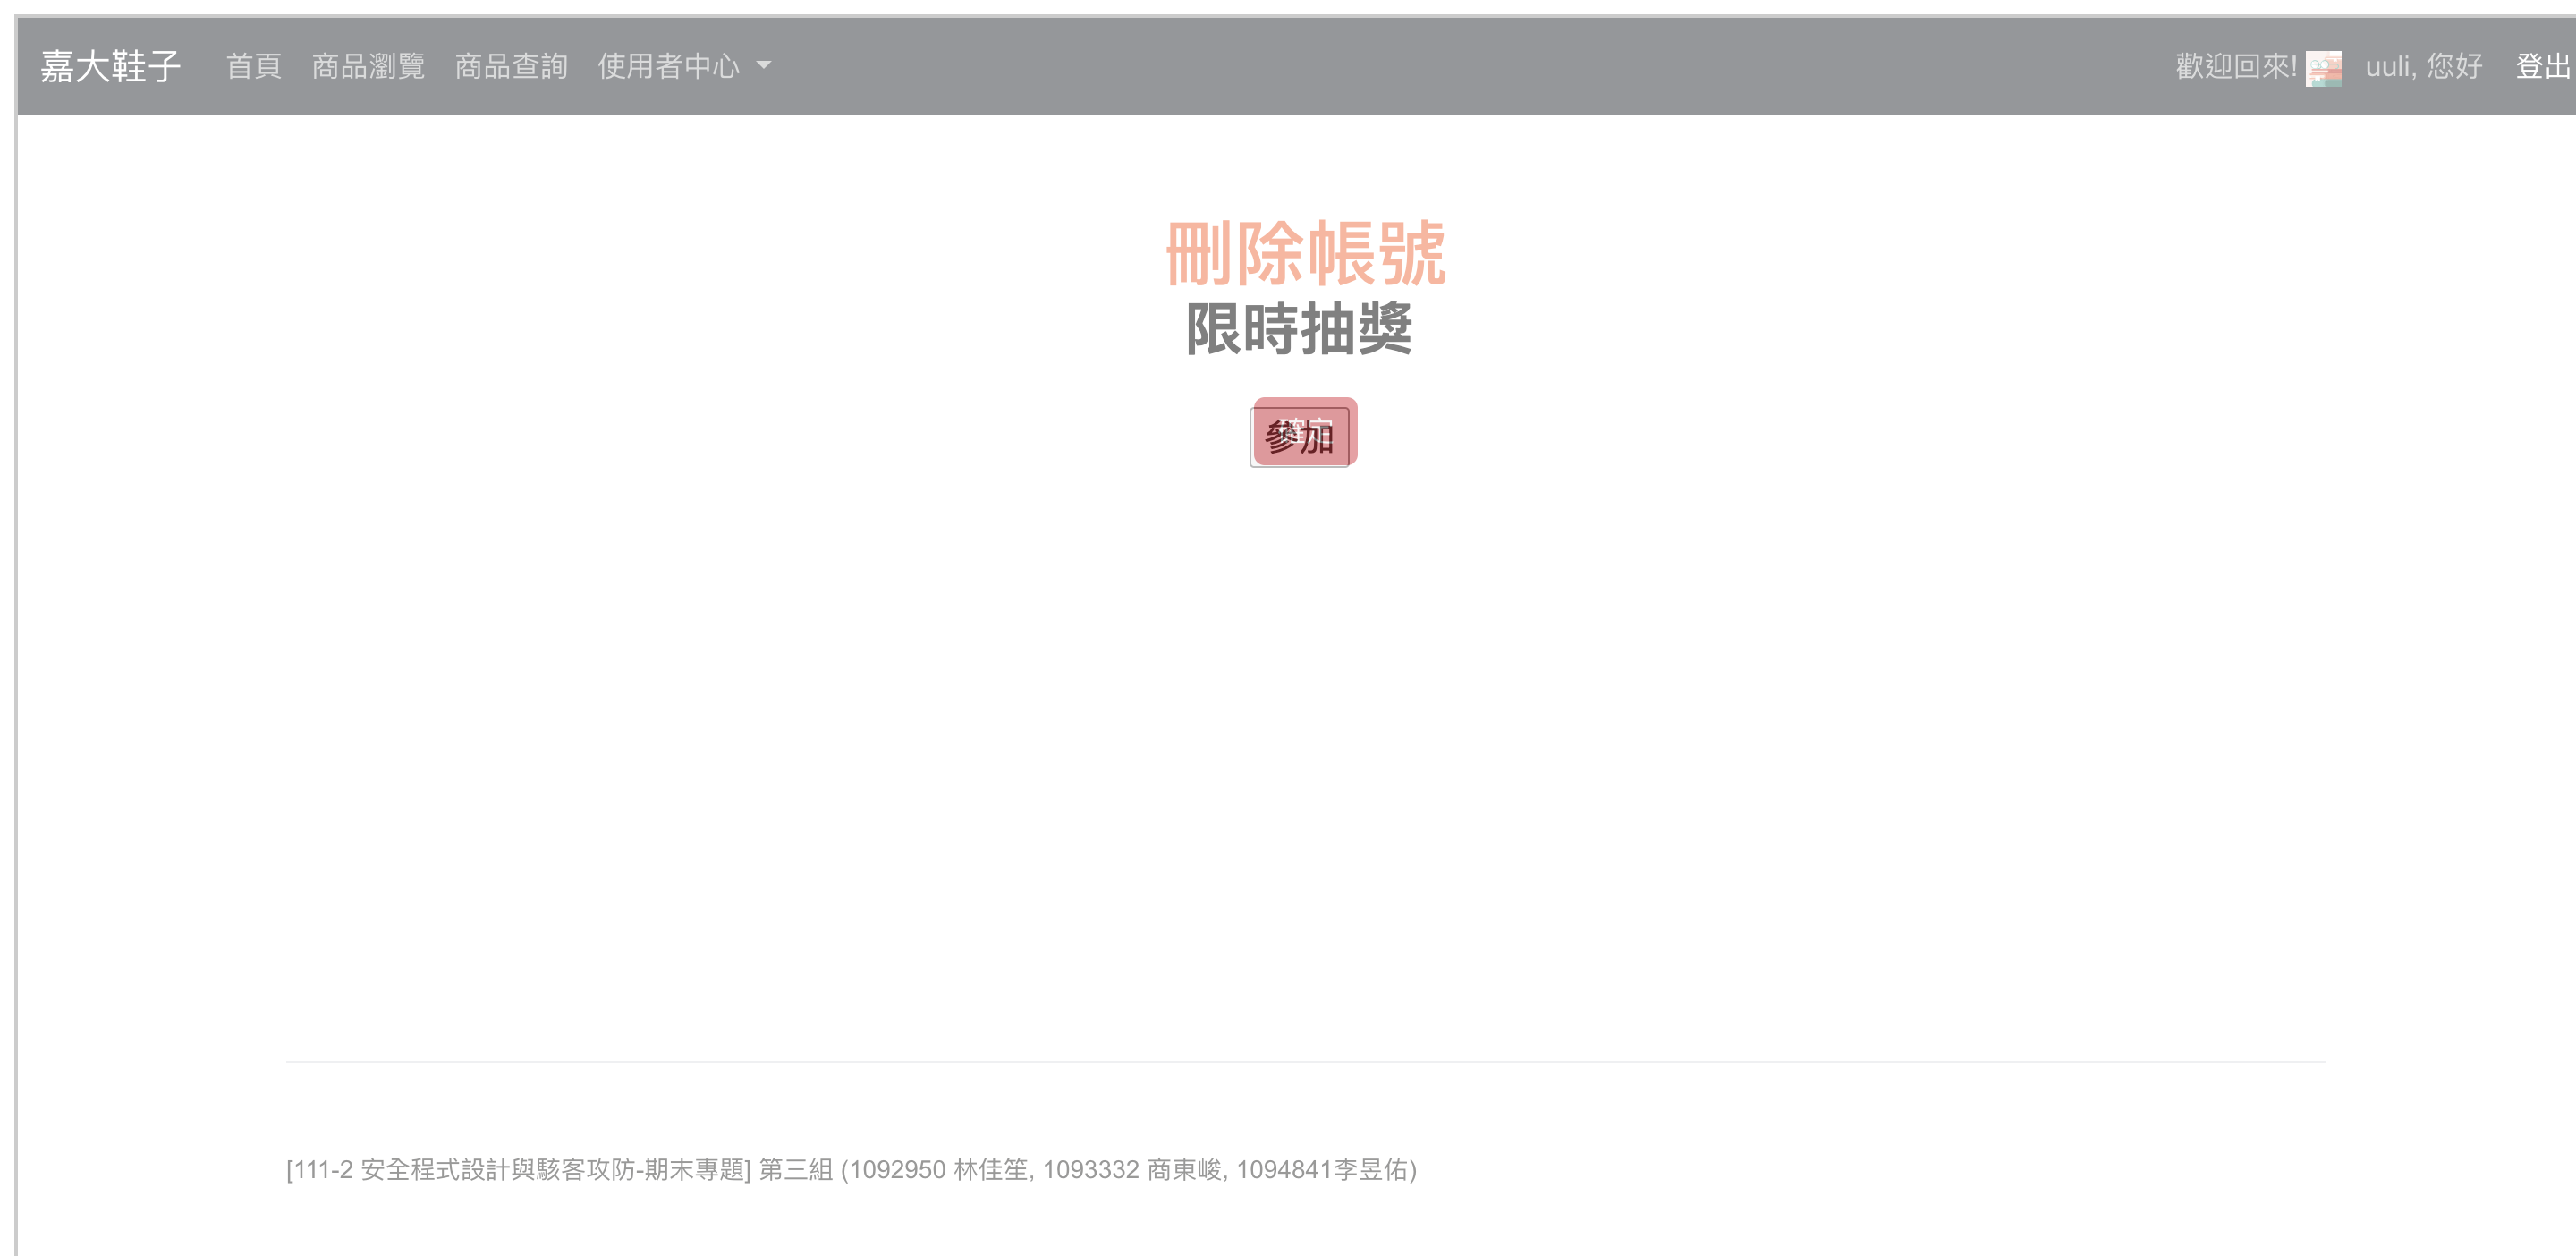 嘉大鞋子 首頁 商品瀏覽 商品查詢 使用者中心 歡迎回來! uuli, 您好 登出
刪除帳號
限時抽獎
確定
參加
[111-2 安全程式設計與駭客攻防-期末專題] 第三組 (1092950 林佳笙, 1093332 商東峻, 1094841李昱佑)